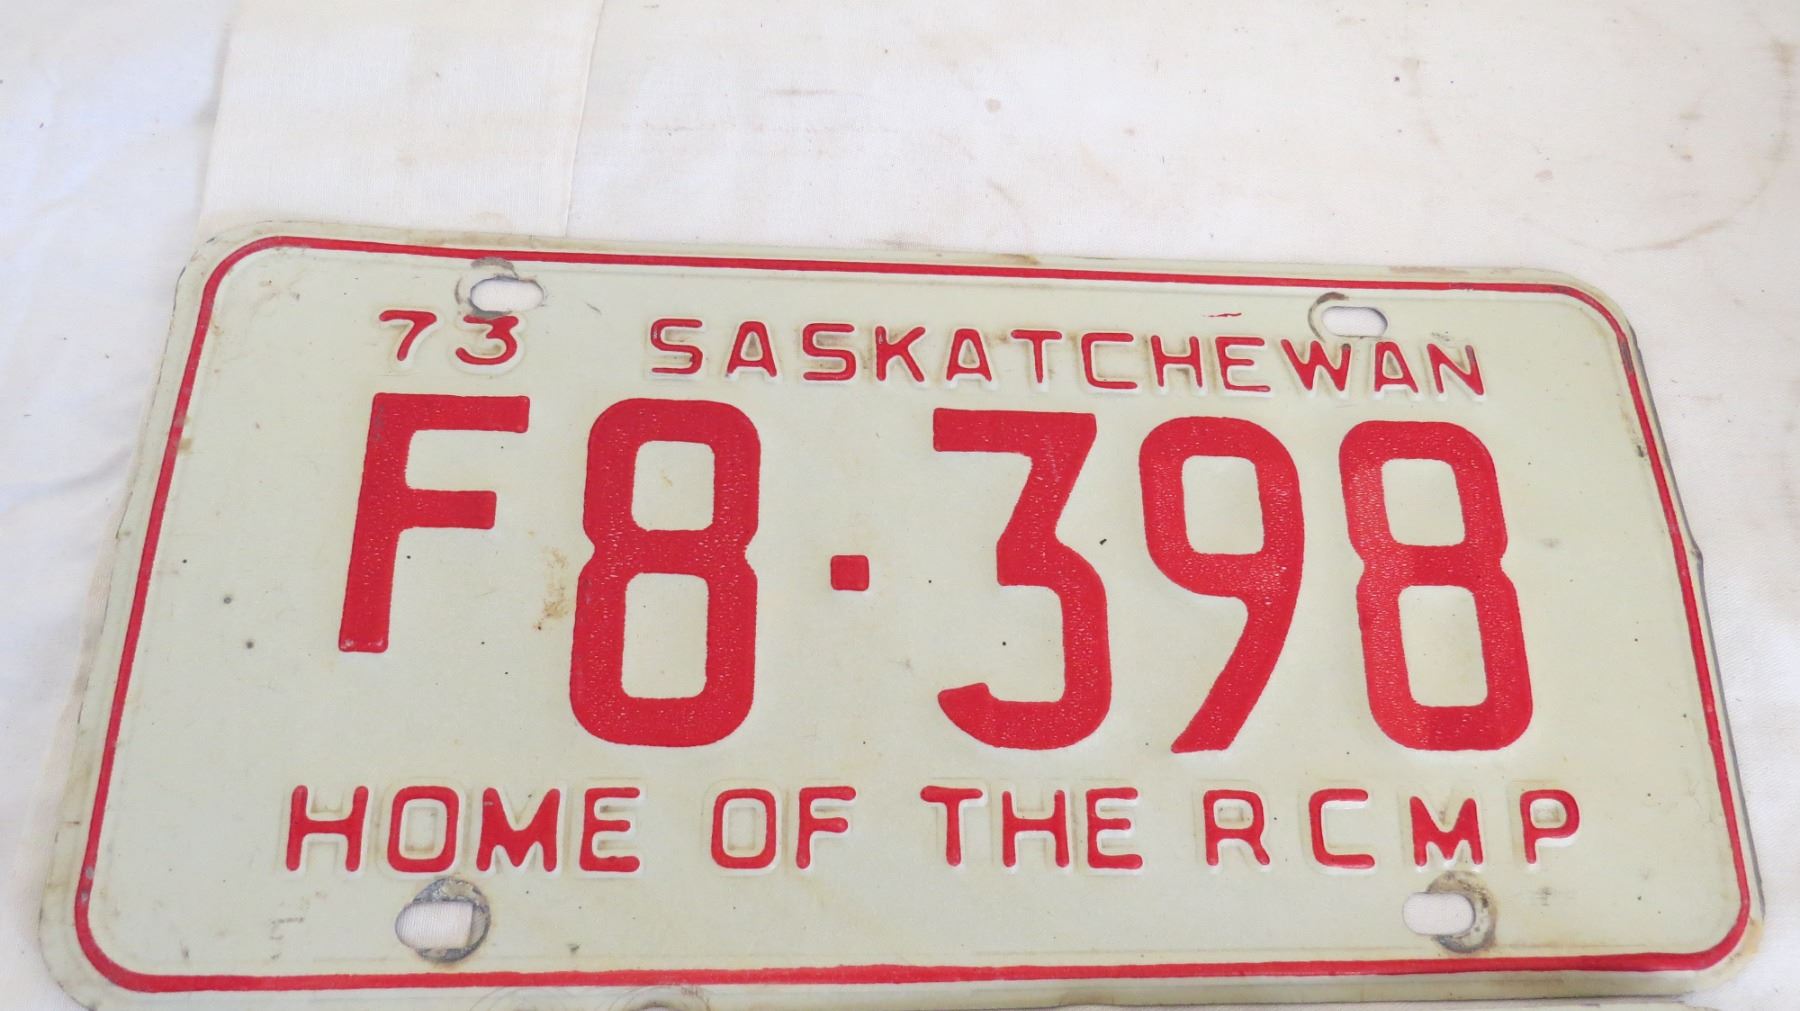 73 SASKATCHEWAN
F8·398
HOME OF THE RCMP